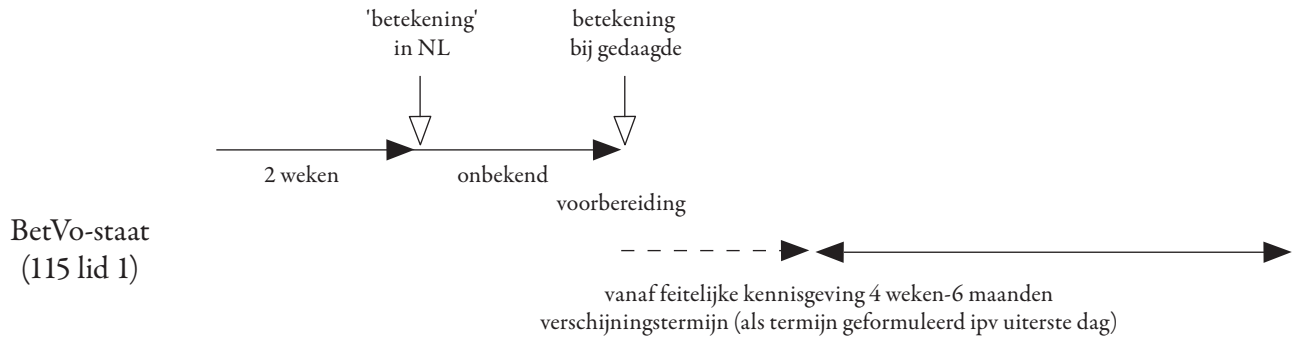 'betekening'
in NL
betekening
bij gedaagde
2 weken
onbekend
voorbereiding
BetVo-staat
(115 lid 1)
vanaf feitelijke kennisgeving 4 weken-6 maanden
verschijningstermijn (als termijn geformuleerd ipv uiterste dag)